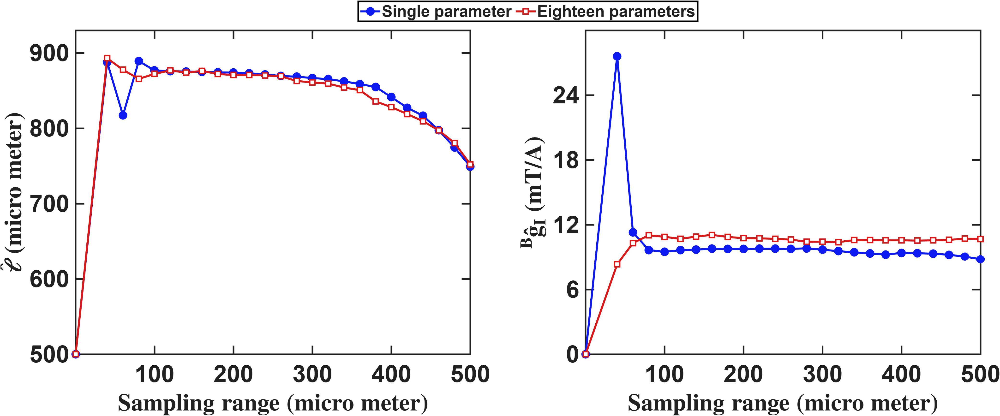 Single parameter Eighteen parameters
900
800
700
600
500
100 200 300 400 500
Sampling range (micro meter)
ℓ̂ (micro meter)
24
18
12
6
0
100 200 300 400 500
Sampling range (micro meter)
ᴮĝI (mT/A)